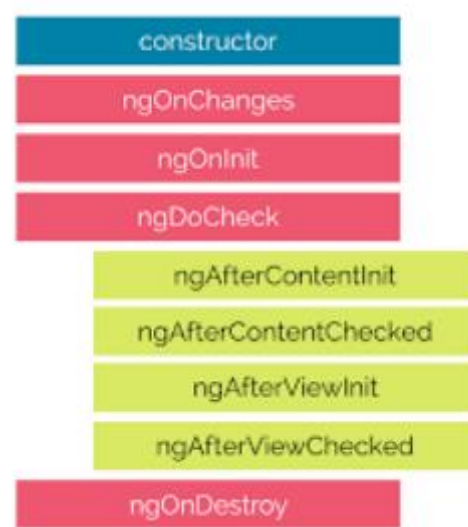 constructor
ngOnChanges
ngOnInit
ngDoCheck
ngAfterContentInit
ngAfterContentChecked
ngAfterViewInit
ngAfterViewChecked
ngOnDestroy